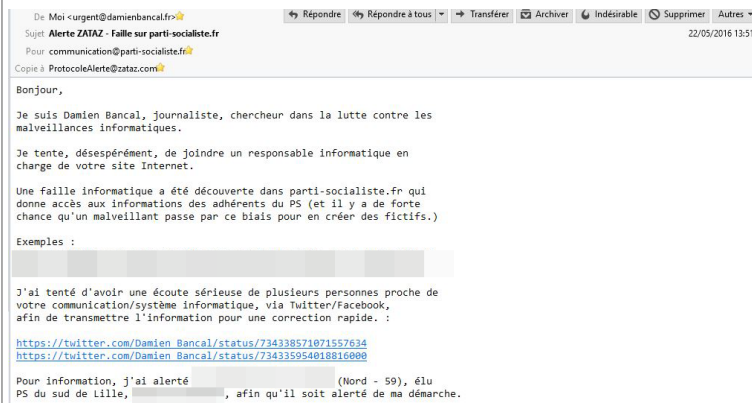 De Moi <urgent@damienbancal.fr>
Répondre Répondre à tous Transférer Archiver Indésirable Supprimer Autres
Sujet Alerte ZATAZ - Faille sur parti-socialiste.fr 22/05/2016 13:51
Pour communication@parti-socialiste.fr
Copie à ProtocoleAlerte@zataz.com
Bonjour,
Je suis Damien Bancal, journaliste, chercheur dans la lutte contre les
malveillances informatiques.
Je tente, désespérément, de joindre un responsable informatique en
charge de votre site Internet.
Une faille informatique a été découverte dans parti-socialiste.fr qui
donne accès aux informations des adhérents du PS (et il y a de forte
chance qu'un malveillant passe par ce biais pour en créer des fictifs.)
Exemples :
J'ai tenté d'avoir une écoute sérieuse de plusieurs personnes proche de
votre communication/système informatique, via Twitter/Facebook,
afin de transmettre l'information pour une correction rapide. :
https://twitter.com/Damien_Bancal/status/734338571071557634
https://twitter.com/Damien_Bancal/status/734335954018816000
Pour information, j'ai alerté (Nord - 59), élu
PS du sud de Lille, , afin qu'il soit alerté de ma démarche.